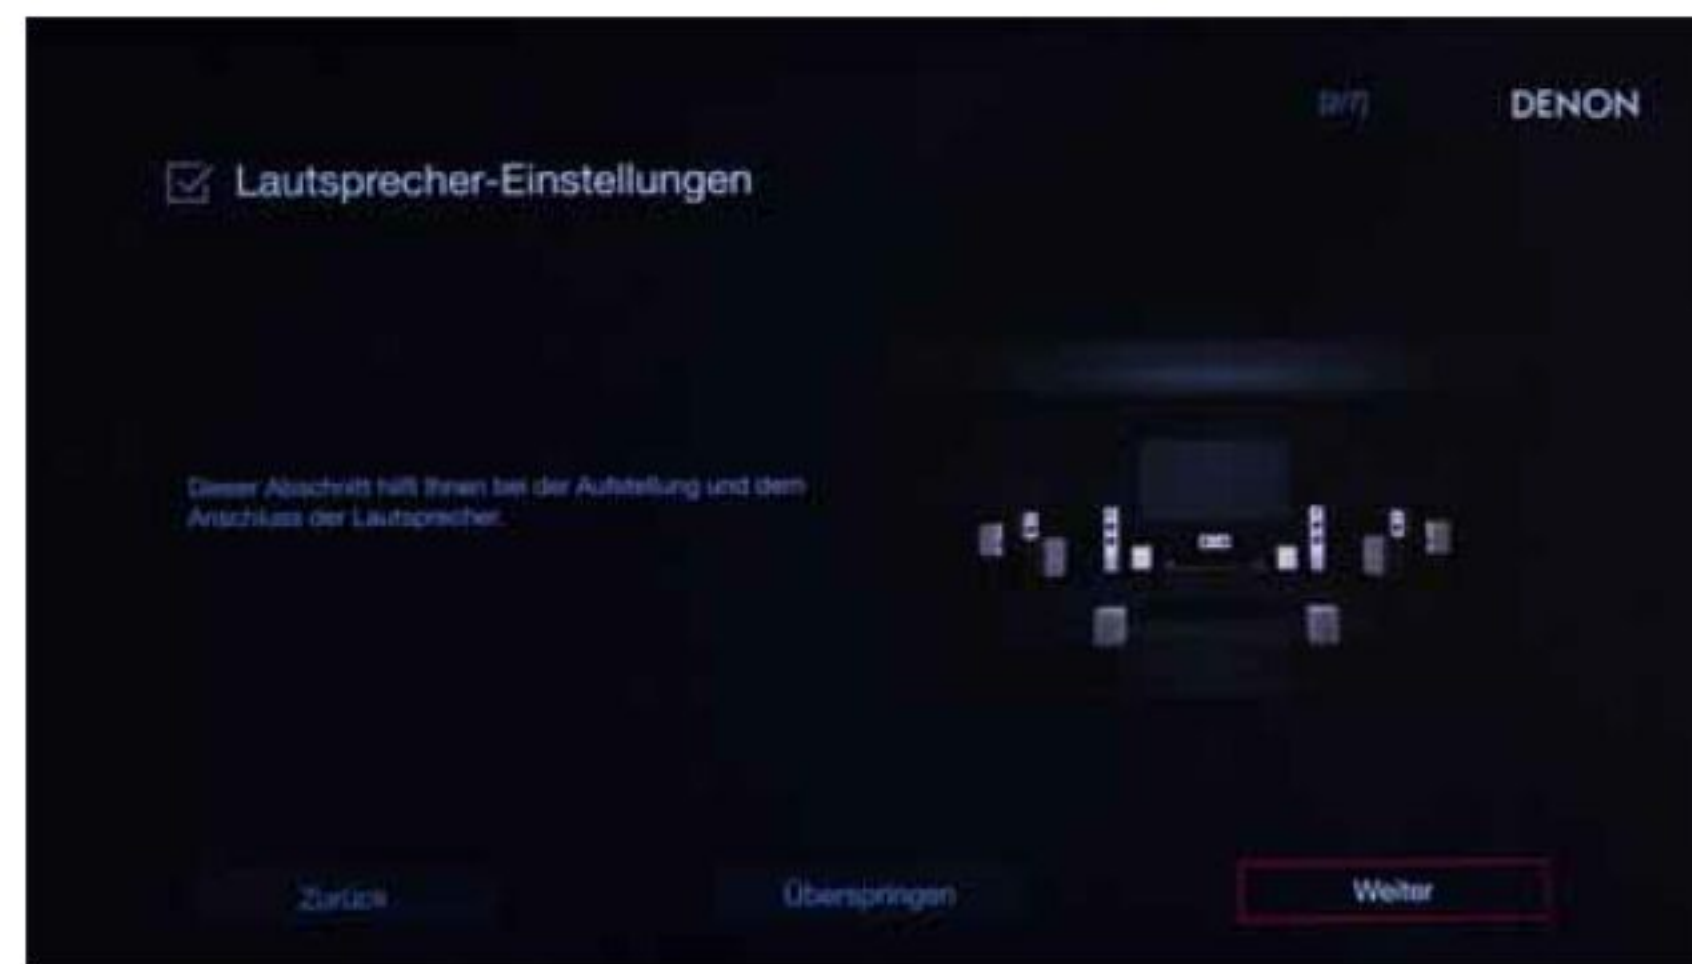 DENON
Lautsprecher-Einstellungen
Dieser Abschnitt hilft Ihnen bei der Aufstellung und dem
Anschluss der Lautsprecher.
Zurück
Überspringen
Weiter